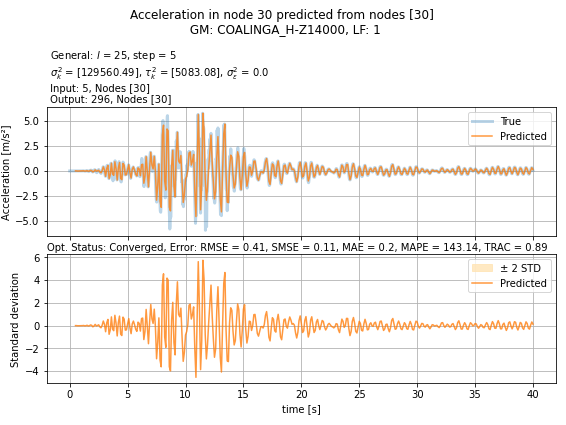 Acceleration in node 30 predicted from nodes [30]
GM: COALINGA_H-Z14000, LF: 1
General: l = 25, step = 5
σ²ₖ = [129560.49], τ²ₖ = [5083.08], σ²ε = 0.0
Input: 5, Nodes [30]
Output: 296, Nodes [30]
Acceleration [m/s²]
5.0
2.5
0.0
−2.5
−5.0
True
Predicted
Opt. Status: Converged, Error: RMSE = 0.41, SMSE = 0.11, MAE = 0.2, MAPE = 143.14, TRAC = 0.89
Standard deviation
6
4
2
0
−2
−4
± 2 STD
Predicted
0 5 10 15 20 25 30 35 40
time [s]